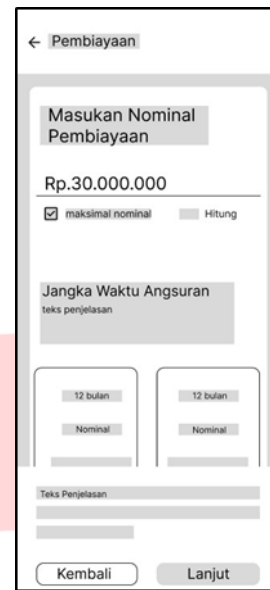 Pembiayaan
Masukan Nominal
Pembiayaan
Rp.30.000.000
maksimal nominal Hitung
Jangka Waktu Angsuran
teks penjelasan
12 bulan 12 bulan
Nominal Nominal
Teks Penjelasan
Kembali Lanjut